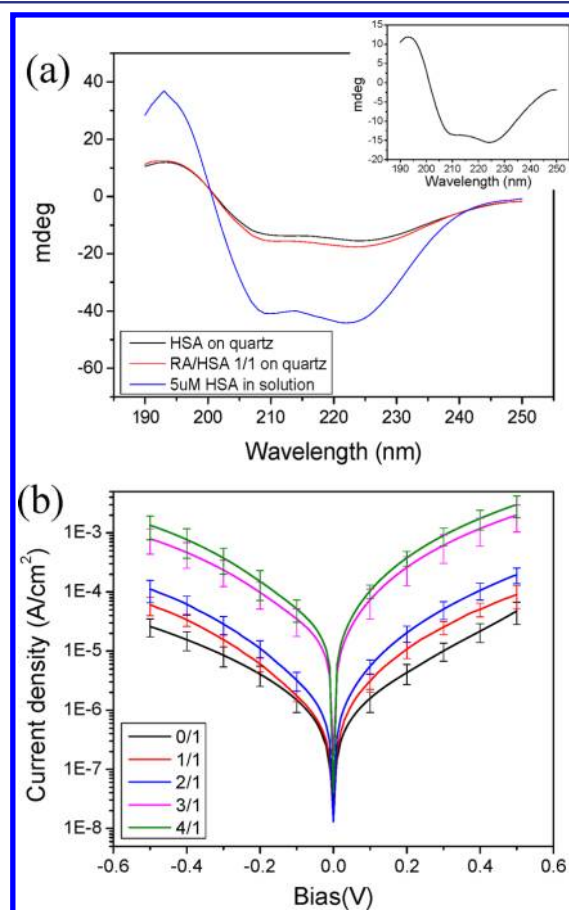 (a)
40
20
0
-20
-40
-60
mdeg
190 200 210 220 230 240 250
Wavelength (nm)
HSA on quartz
RA/HSA 1/1 on quartz
5uM HSA in solution
15
10
5
0
-5
-10
-15
-20
mdeg
190 200 210 220 230 240 250
Wavelength (nm)
(b)
1E-3
1E-4
1E-5
1E-6
1E-7
1E-8
Current density (A/cm²)
0/1
1/1
2/1
3/1
4/1
-0.6 -0.4 -0.2 0.0 0.2 0.4 0.6
Bias(V)